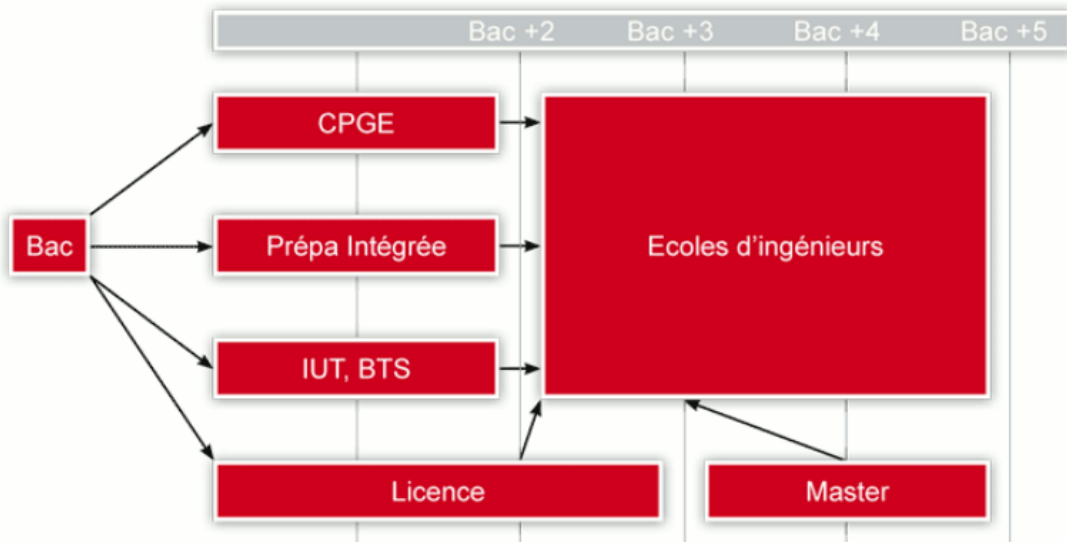 Bac +2 Bac +3 Bac +4 Bac +5
CPGE
Bac
Prépa Intégrée
Ecoles d'ingénieurs
IUT, BTS
Licence
Master